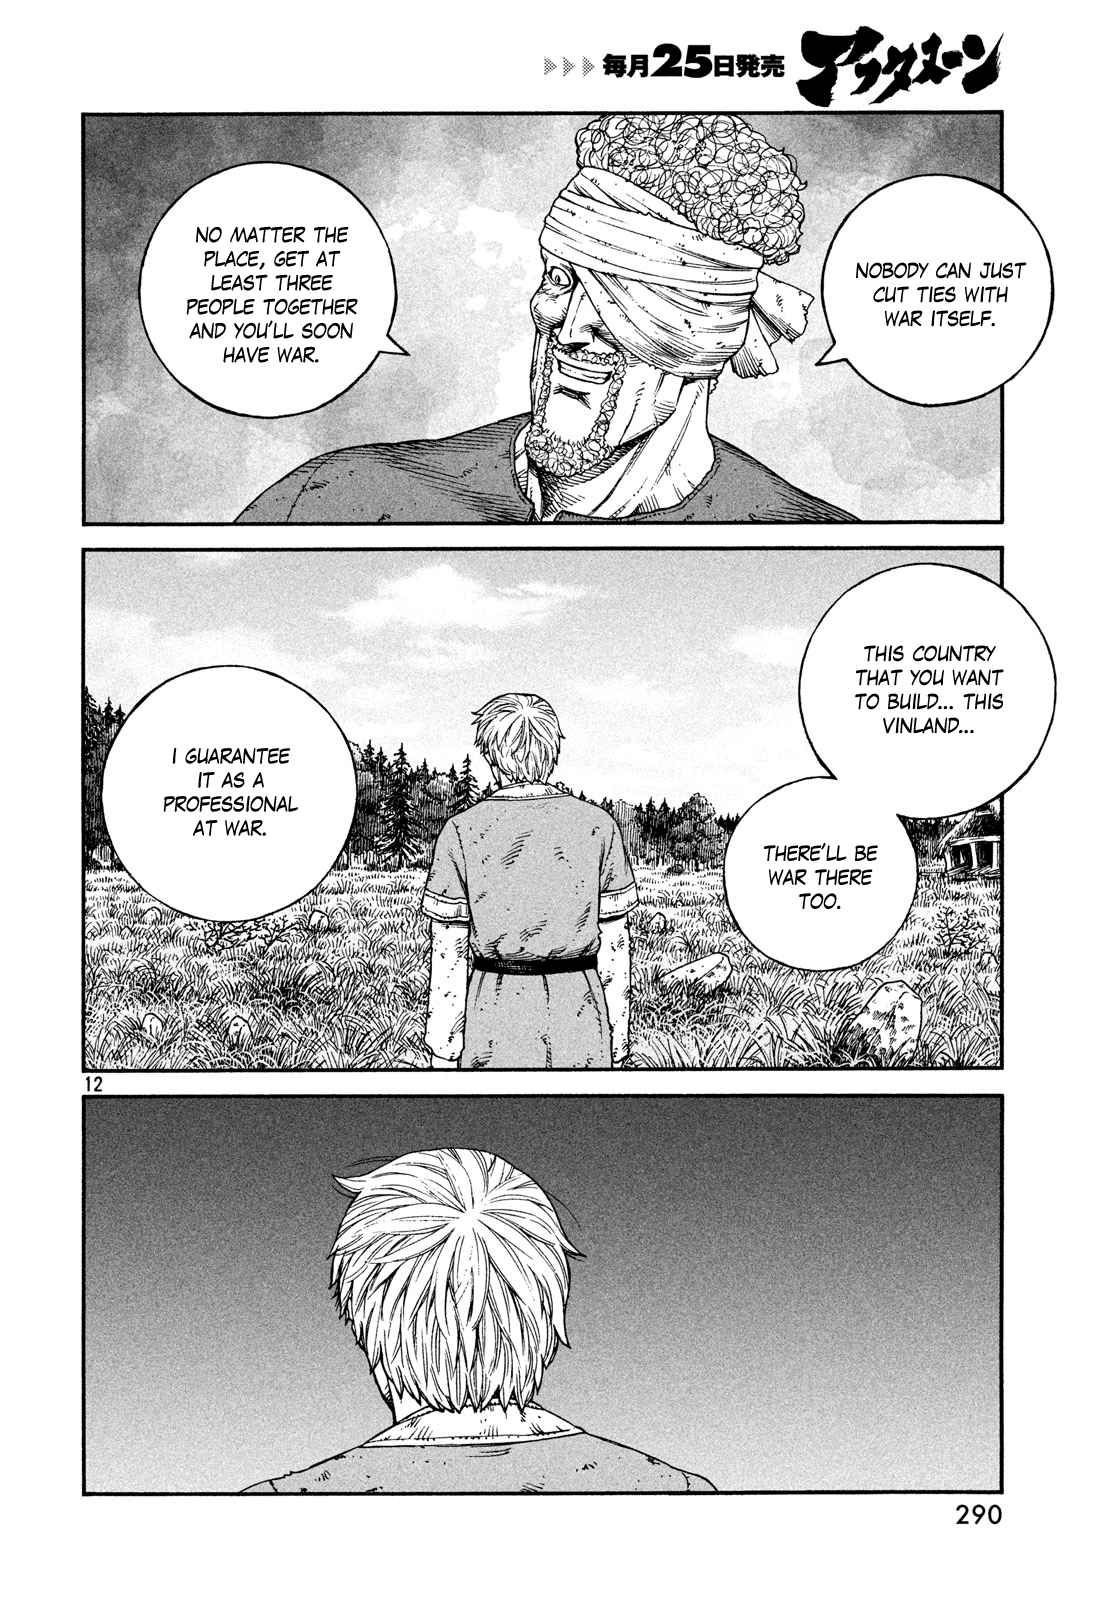 ▷▷▷ 毎月25日発売 アフタヌーン
NOBODY CAN JUST
CUT TIES WITH
WAR ITSELF.
NO MATTER THE
PLACE, GET AT
LEAST THREE
PEOPLE TOGETHER
AND YOU'LL SOON
HAVE WAR.
THIS COUNTRY
THAT YOU WANT
TO BUILD... THIS
VINLAND...
THERE'LL BE
WAR THERE
TOO.
I GUARANTEE
IT AS A
PROFESSIONAL
AT WAR.
12
290